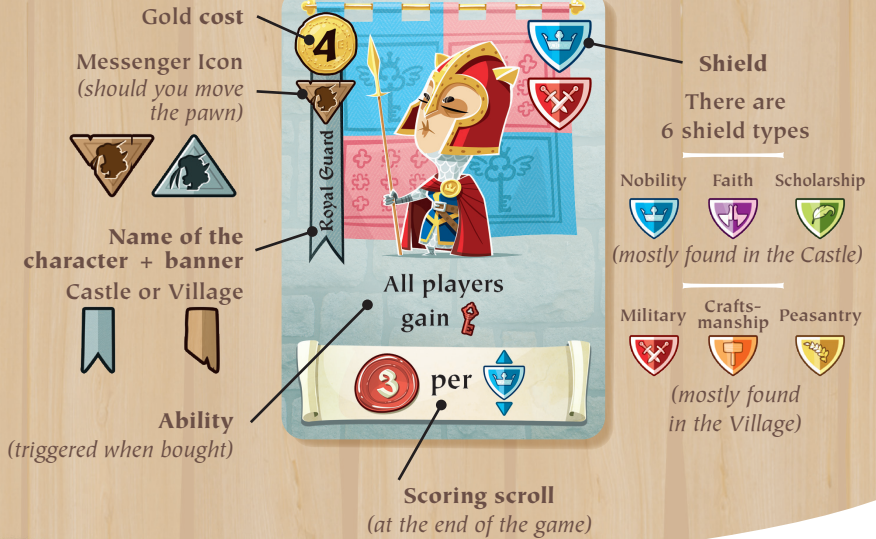 Gold cost
Messenger Icon
(should you move
the pawn)
Name of the
character + banner
Castle or Village
Ability
(triggered when bought)
4
Royal Guard
All players
gain
3 per
Scoring scroll
(at the end of the game)
Shield
There are
6 shield types
Nobility Faith Scholarship
(mostly found in the Castle)
Military Crafts-
manship Peasantry
(mostly found
in the Village)